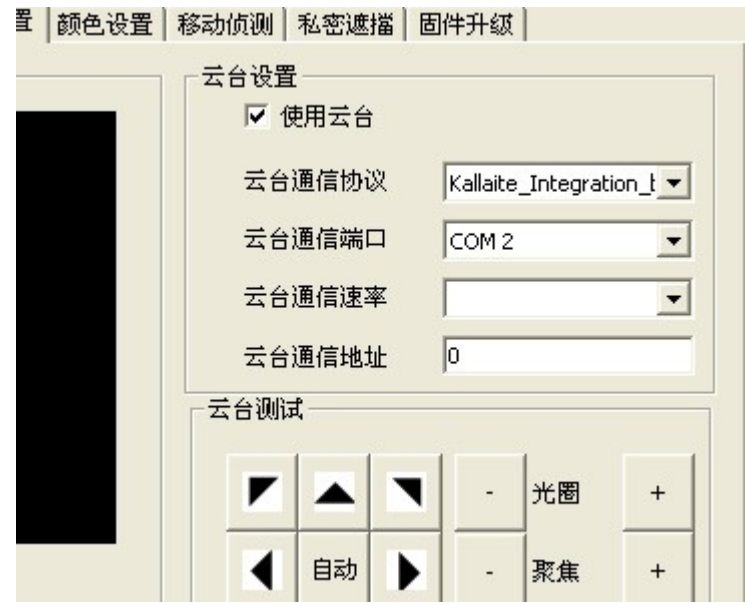 置 颜色设置 移动侦测 私密遮挡 固件升级
云台设置
使用云台
云台通信协议 Kallaite_Integration_
云台通信端口 COM 2
云台通信速率
云台通信地址 0
云台测试
- 光圈 +
自动 - 聚焦 +